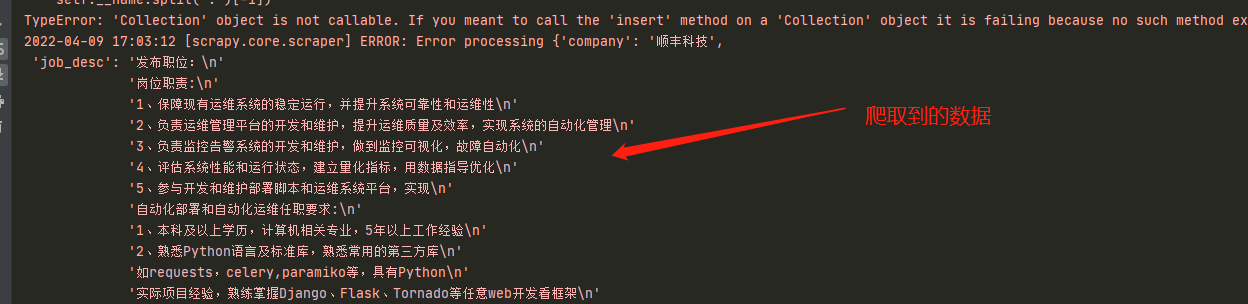 self.__name.split(".")[-1])
TypeError: 'Collection' object is not callable. If you meant to call the 'insert' method on a 'Collection' object it is failing because no such method ex
2022-04-09 17:03:12 [scrapy.core.scraper] ERROR: Error processing {'company': '顺丰科技',
'job_desc': '发布职位: \n'
'岗位职责:\n'
'1、保障现有运维系统的稳定运行，并提升系统可靠性和运维性\n'
'2、负责运维管理平台的开发和维护，提升运维质量及效率，实现系统的自动化管理\n'
'3、负责监控告警系统的开发和维护，做到监控可视化，故障自动化\n'
爬取到的数据
'4、评估系统性能和运行状态，建立量化指标，用数据指导优化\n'
'5、参与开发和维护部署脚本和运维系统平台，实现\n'
'自动化部署和自动化运维任职要求:\n'
'1、本科及以上学历，计算机相关专业，5年以上工作经验\n'
'2、熟悉Python语言及标准库，熟悉常用的第三方库\n'
'如requests，celery,paramiko等，具有Python\n'
'实际项目经验，熟练掌握Django、Flask、Tornado等任意web开发看框架\n'